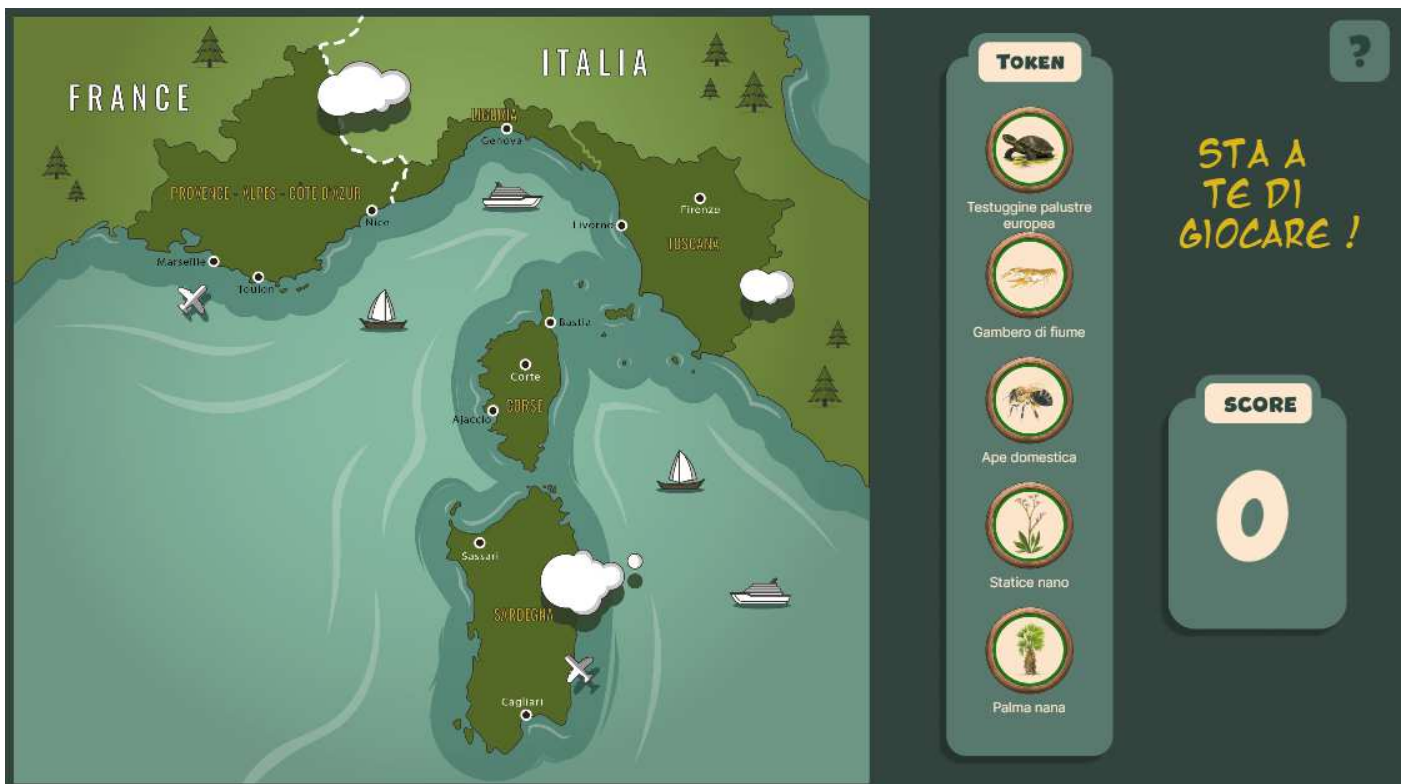 FRANCE
ITALIA
LIGURIA
Genova
PROVENCE - ALPES - CÔTE D'AZUR
Nice
Marseille
Toulon
Livorno
Firenze
TUSCANA
Bastia
Corte
CORSE
Ajaccio
Sassari
SARDEGNA
Cagliari
TOKEN
Testuggine palustre
europea
Gambero di fiume
Ape domestica
Statice nano
Palma nana
?
STA A
TE DI
GIOCARE !
SCORE
0